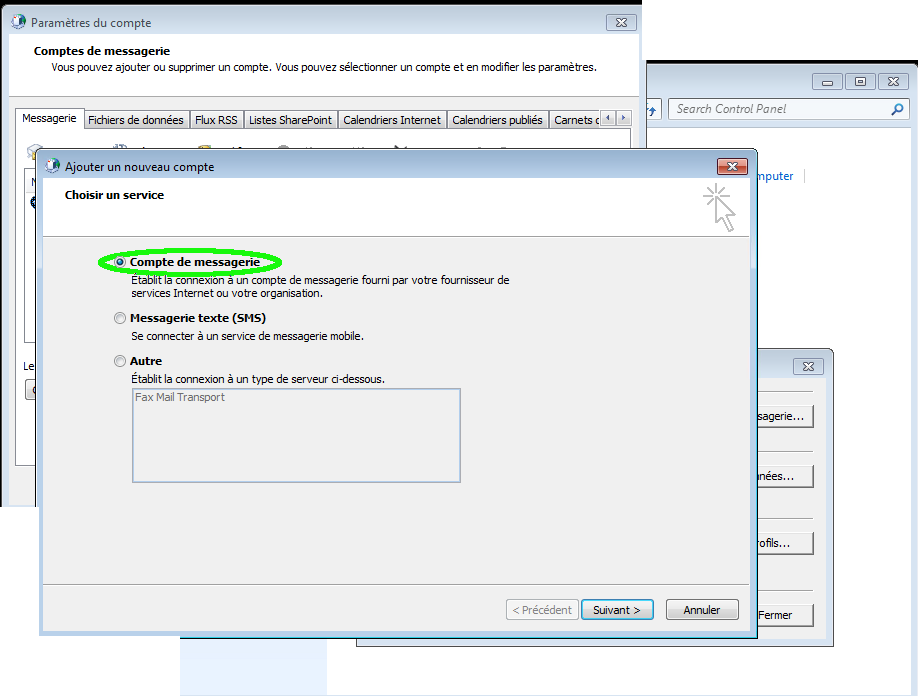 Paramètres du compte
Comptes de messagerie
Vous pouvez ajouter ou supprimer un compte. Vous pouvez sélectionner un compte et en modifier les paramètres.
Messagerie Fichiers de données Flux RSS Listes SharePoint Calendriers Internet Calendriers publiés Carnets
Search Control Panel
mputer
Ajouter un nouveau compte
Choisir un service
Compte de messagerie
Établit la connexion à un compte de messagerie fourni par votre fournisseur de
services Internet ou votre organisation.
Messagerie texte (SMS)
Se connecter à un service de messagerie mobile.
Autre
Établit la connexion à un type de serveur ci-dessous.
Fax Mail Transport
Le
sagerie...
nées...
ofils...
Fermer
< Précédent Suivant > Annuler